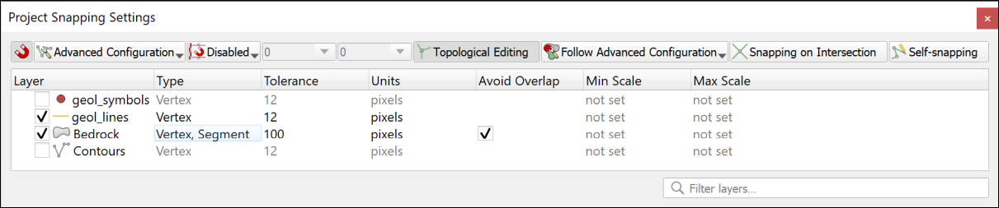 Project Snapping Settings
Advanced Configuration Disabled 0 0 Topological Editing Follow Advanced Configuration Snapping on Intersection Self-snapping
Layer Type Tolerance Units Avoid Overlap Min Scale Max Scale
geol_symbols Vertex 12 pixels not set not set
geol_lines Vertex 12 pixels not set not set
Bedrock Vertex, Segment 100 pixels not set not set
Contours Vertex 12 pixels not set not set
Filter layers...